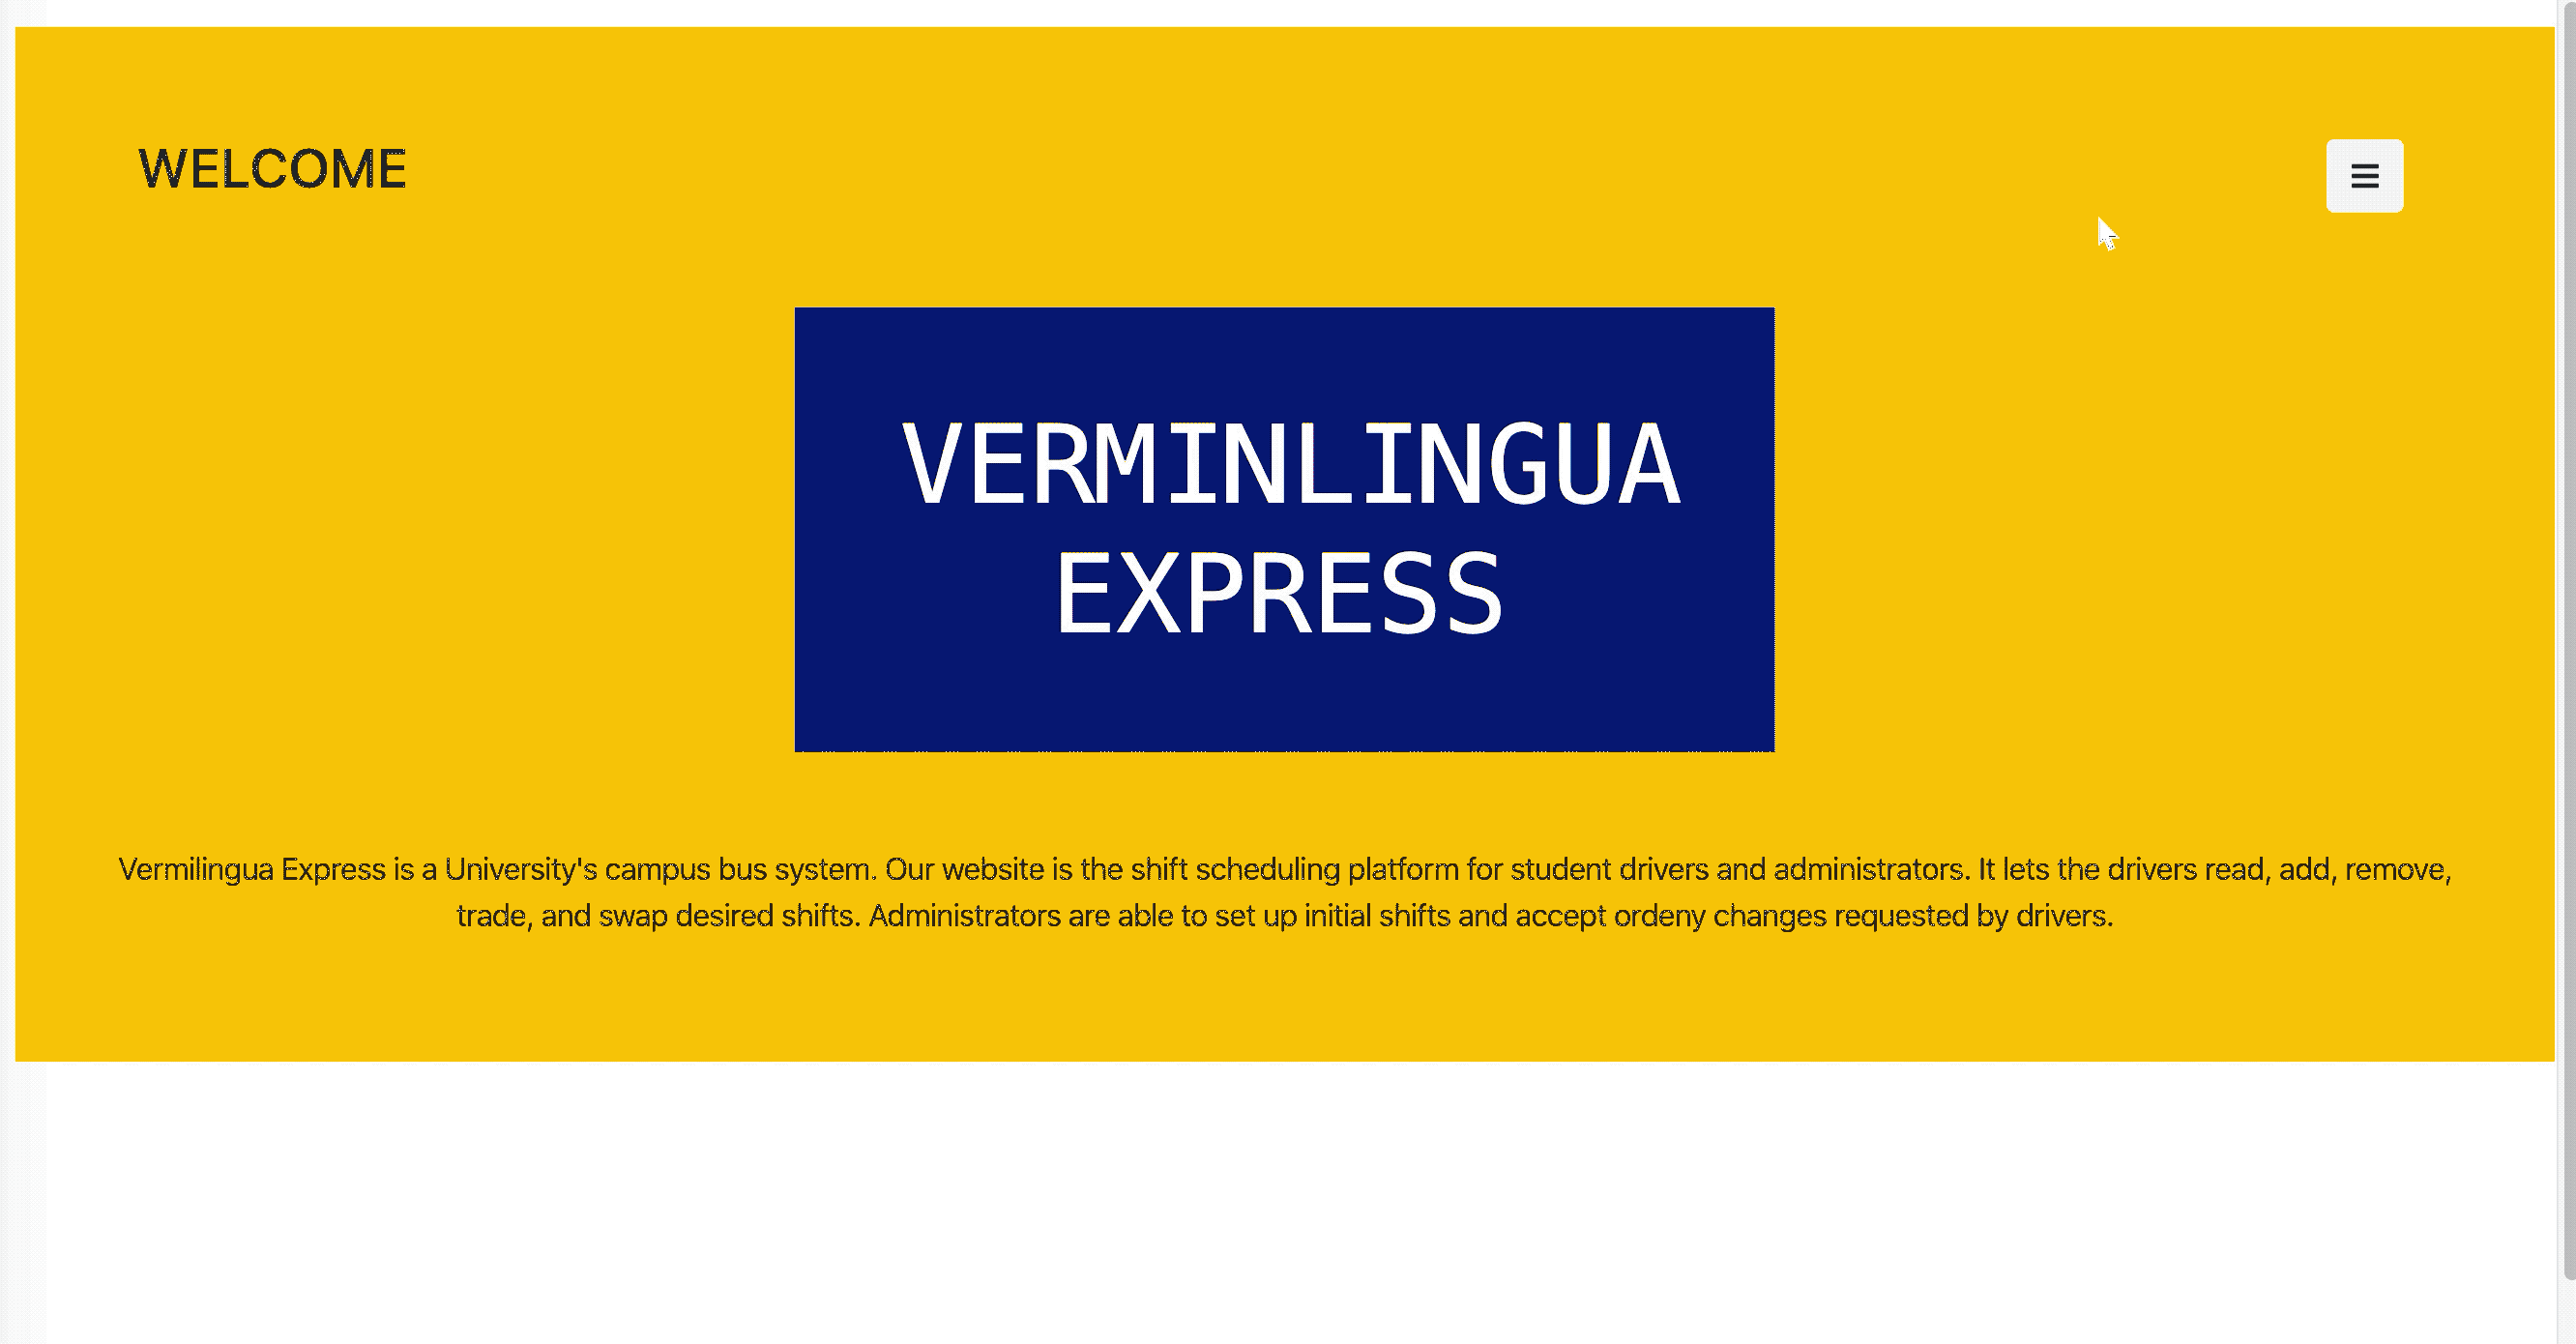 WELCOME
VERMINLINGUA
EXPRESS
Vermilingua Express is a University's campus bus system. Our website is the shift scheduling platform for student drivers and administrators. It lets the drivers read, add, remove,
trade, and swap desired shifts. Administrators are able to set up initial shifts and accept ordeny changes requested by drivers.